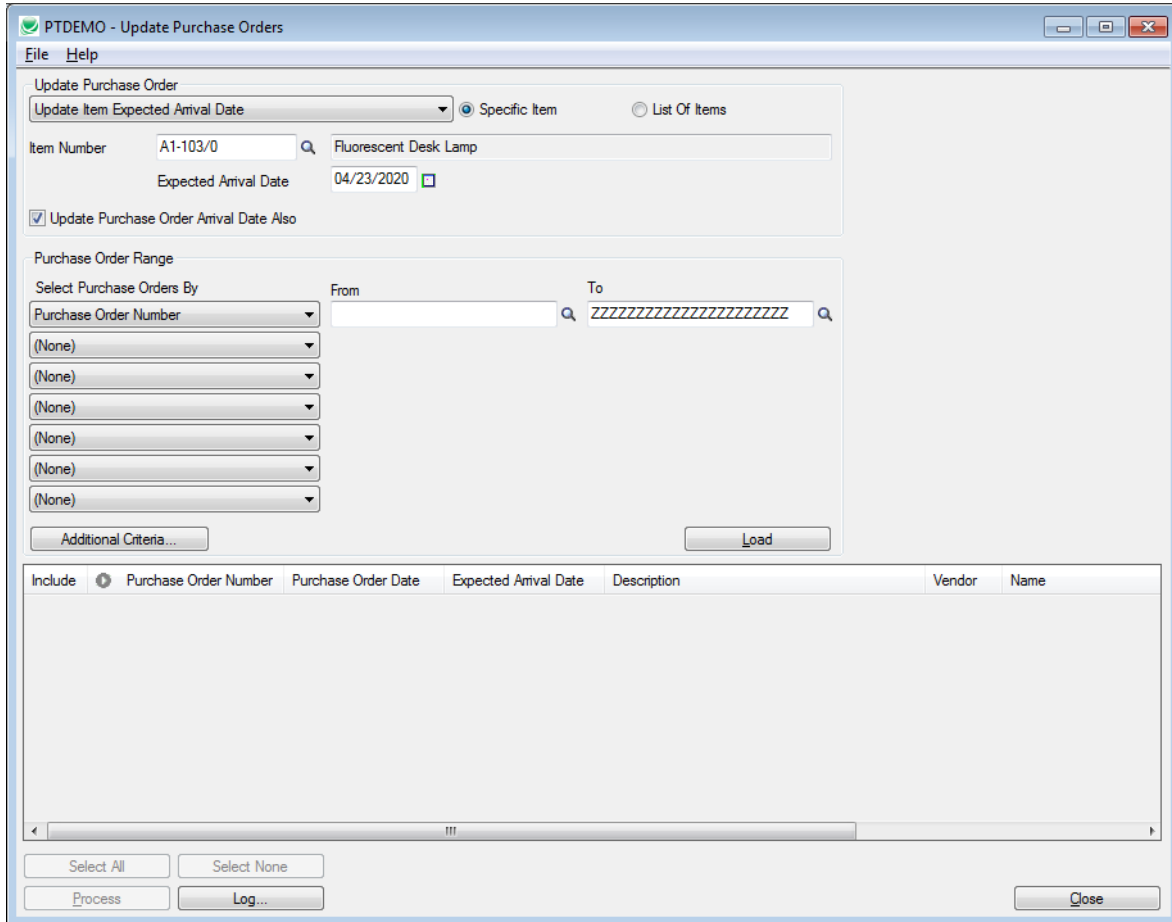 PTDEMO - Update Purchase Orders
File Help
Update Purchase Order
Update Item Expected Arrival Date Specific Item List Of Items
Item Number A1-103/0 Fluorescent Desk Lamp
Expected Arrival Date 04/23/2020
Update Purchase Order Arrival Date Also
Purchase Order Range
Select Purchase Orders By From To
Purchase Order Number ZZZZZZZZZZZZZZZZZZZZZZ
(None)
(None)
(None)
(None)
(None)
(None)
Additional Criteria... Load
Include Purchase Order Number Purchase Order Date Expected Arrival Date Description Vendor Name
Select All Select None
Process Log... Close